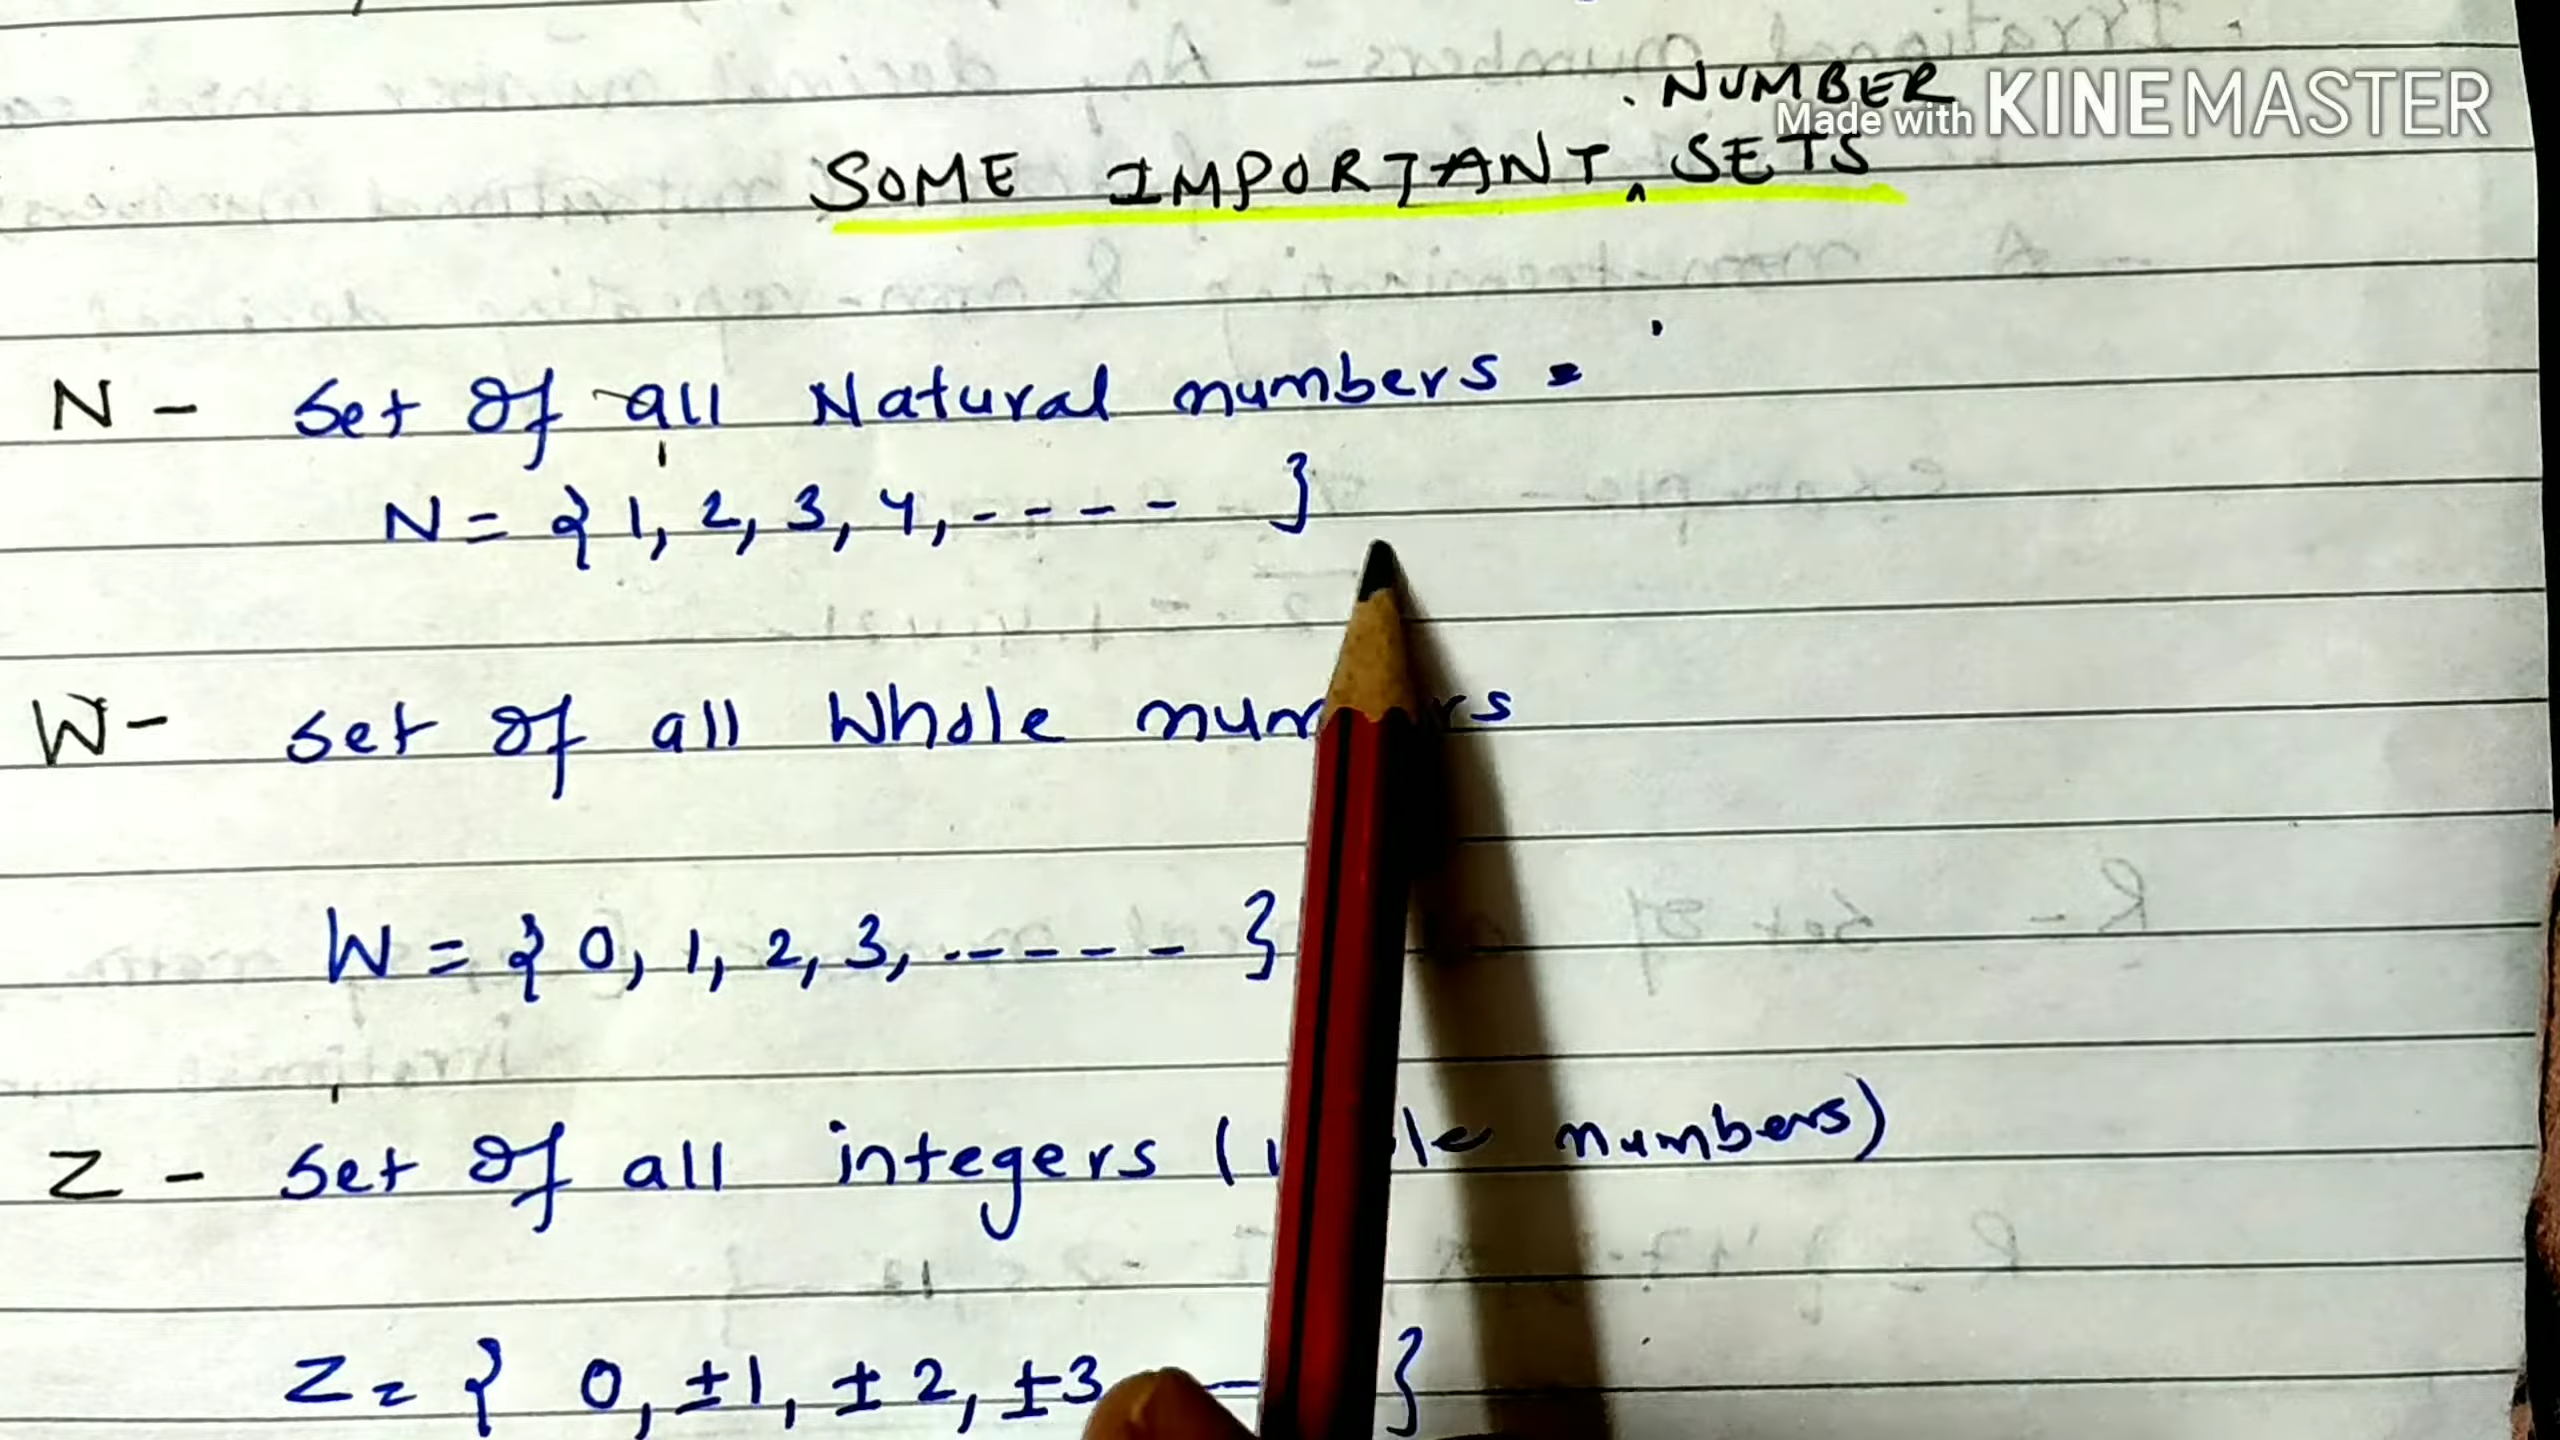 NUMBER
Made with KINEMASTER
SOME IMPORTANT ^ SETS
N - Set of all Natural numbers =
N = { 1, 2, 3, 4, - - - - }
W - Set of all Whole
W = { 0, 1, 2, 3, - - - - - }
Z - Set of all integers ( numbers)
Z = { 0, ±1, ±2, ±3 }